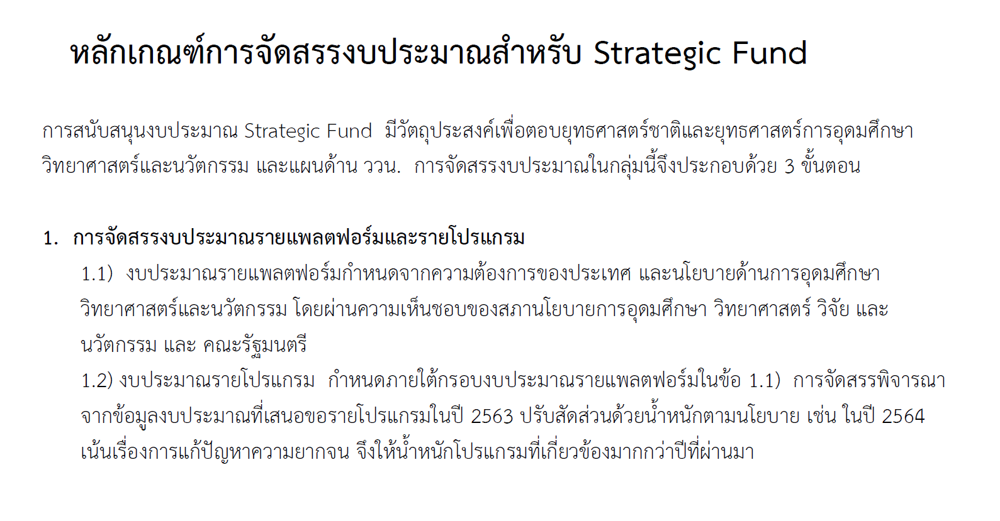 หลักเกณฑ์การจัดสรรงบประมาณสำหรับ Strategic Fund
การสนับสนุนงบประมาณ Strategic Fund มีวัตถุประสงค์เพื่อตอบยุทธศาสตร์ชาติและยุทธศาสตร์การอุดมศึกษา
วิทยาศาสตร์และนวัตกรรม และแผนด้าน ววน. การจัดสรรงบประมาณในกลุ่มนี้จึงประกอบด้วย 3 ขั้นตอน
1. การจัดสรรงบประมาณรายแพลตฟอร์มและรายโปรแกรม
1.1) งบประมาณรายแพลตฟอร์มกำหนดจากความต้องการของประเทศ และนโยบายด้านการอุดมศึกษา
วิทยาศาสตร์และนวัตกรรม โดยผ่านความเห็นชอบของสภานโยบายการอุดมศึกษา วิทยาศาสตร์ วิจัย และ
นวัตกรรม และ คณะรัฐมนตรี
1.2) งบประมาณรายโปรแกรม กำหนดภายใต้กรอบงบประมาณรายแพลตฟอร์มในข้อ 1.1) การจัดสรรพิจารณา
จากข้อมูลงบประมาณที่เสนอขอรายโปรแกรมในปี 2563 ปรับสัดส่วนด้วยน้ำหนักตามนโยบาย เช่น ในปี 2564
เน้นเรื่องการแก้ปัญหาความยากจน จึงให้น้ำหนักโปรแกรมที่เกี่ยวข้องมากกว่าปีที่ผ่านมา